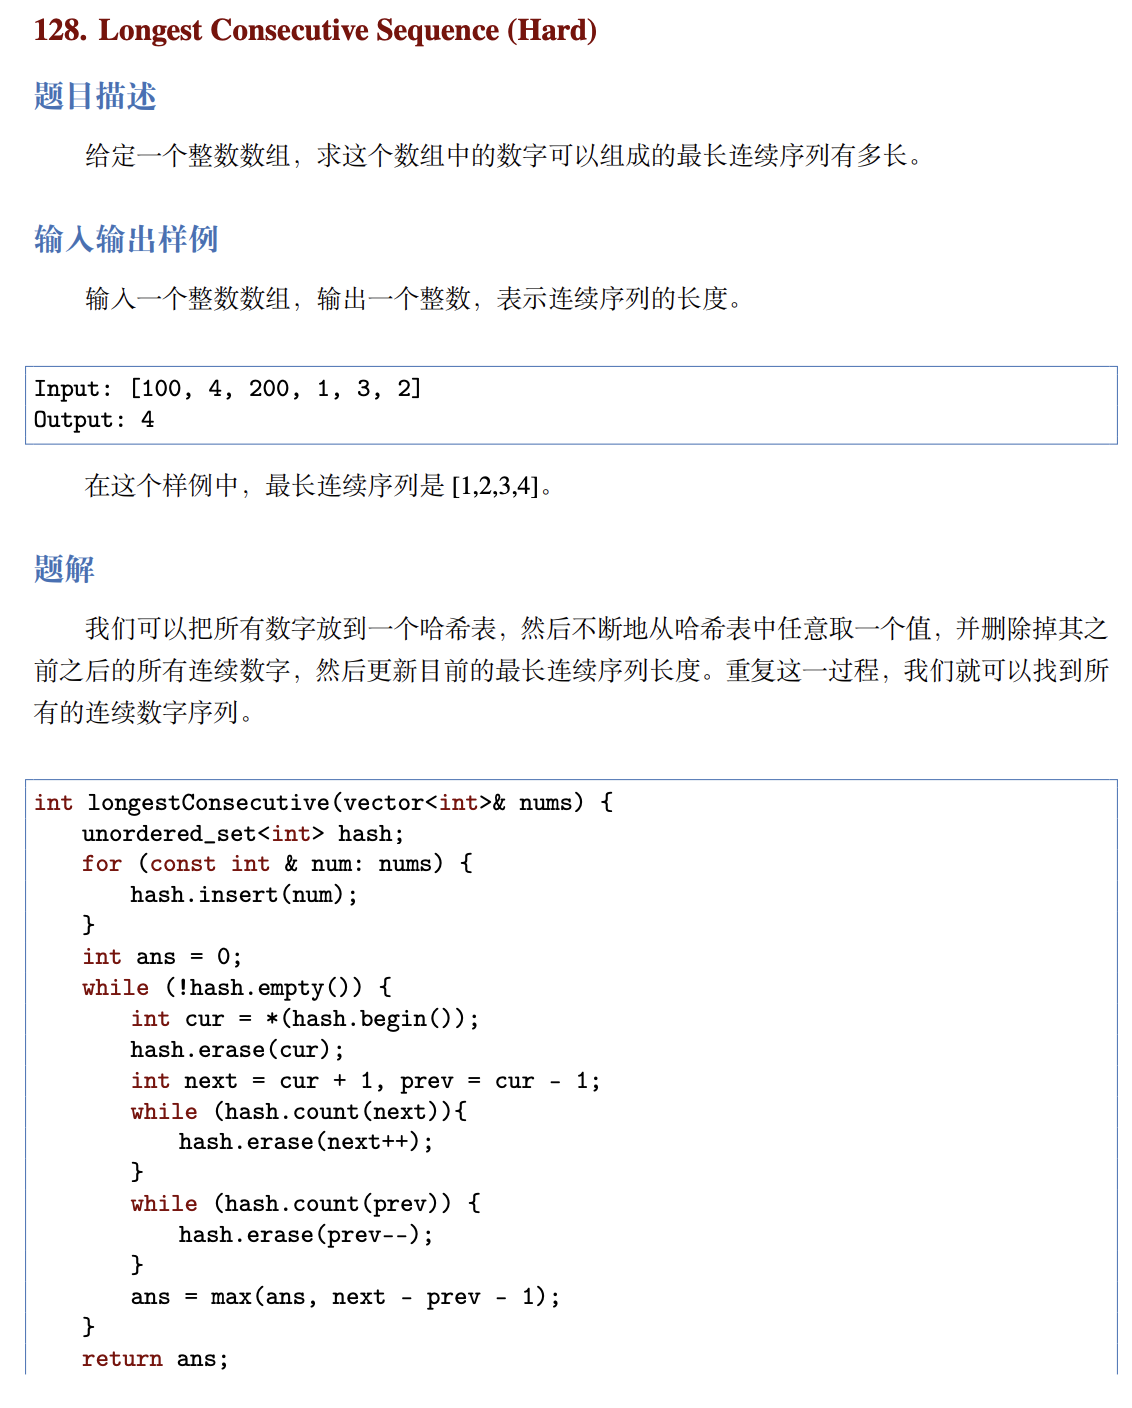 128. Longest Consecutive Sequence (Hard)
题目描述
给定一个整数数组，求这个数组中的数字可以组成的最长连续序列有多长。
输入输出样例
输入一个整数数组，输出一个整数，表示连续序列的长度。
Input: [100, 4, 200, 1, 3, 2]
Output: 4
在这个样例中，最长连续序列是 [1,2,3,4]。
题解
我们可以把所有数字放到一个哈希表，然后不断地从哈希表中任意取一个值，并删除掉其之
前之后的所有连续数字，然后更新目前的最长连续序列长度。重复这一过程，我们就可以找到所
有的连续数字序列。
int longestConsecutive(vector<int>& nums) {
    unordered_set<int> hash;
    for (const int & num: nums) {
        hash.insert(num);
    }
    int ans = 0;
    while (!hash.empty()) {
        int cur = *(hash.begin());
        hash.erase(cur);
        int next = cur + 1, prev = cur - 1;
        while (hash.count(next)){
            hash.erase(next++);
        }
        while (hash.count(prev)) {
            hash.erase(prev--);
        }
        ans = max(ans, next - prev - 1);
    }
    return ans;